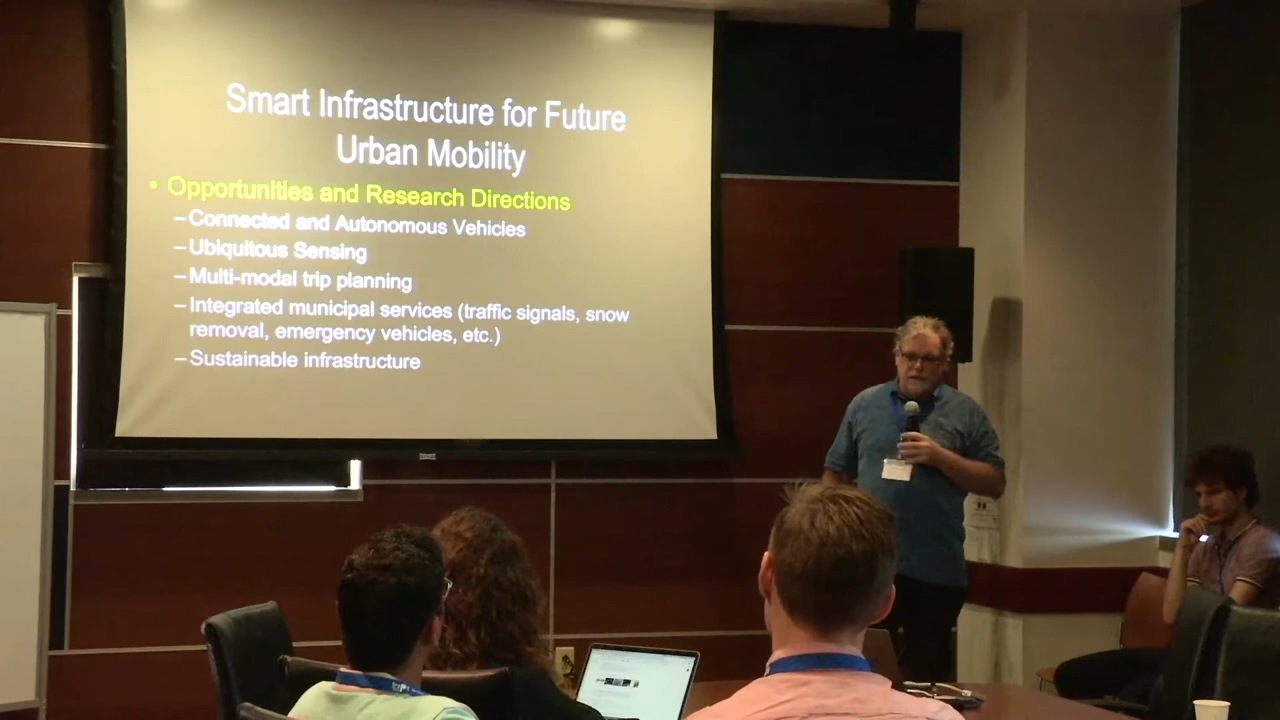 Smart Infrastructure for Future
Urban Mobility
• Opportunities and Research Directions
– Connected and Autonomous Vehicles
– Ubiquitous Sensing
– Multi-modal trip planning
– Integrated municipal services (traffic signals, snow
removal, emergency vehicles, etc.)
– Sustainable infrastructure